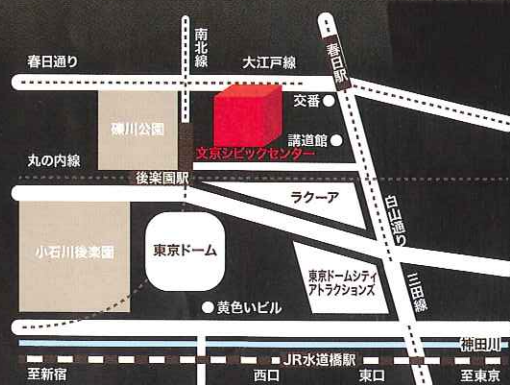 南北線
春日通り
大江戸線
春日駅
交番
礫川公園
講道館
文京シビックセンター
丸の内線
後楽園駅
ラクーア
白山通り
小石川後楽園
東京ドーム
東京ドームシティ
アトラクションズ
三田線
黄色いビル
神田川
JR水道橋駅
至新宿
西口
東口
至東京